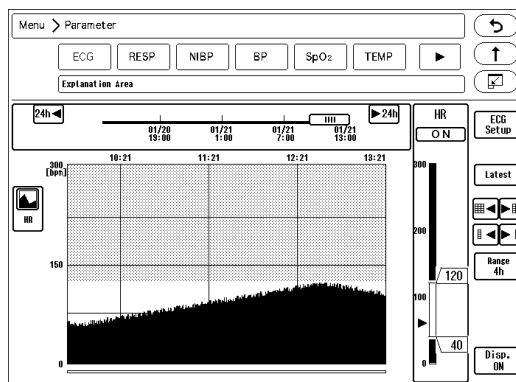 Menu > Parameter
ECG RESP NIBP BP SpO₂ TEMP
Explanation Area
24h 24h
01/20 01/21 01/21 01/21
19:00 1:00 7:00 13:00
HR
ON
ECG
Setup
10:21 11:21 12:21 13:21
300
[bpm]
150
0
HR
300
200
100
0
120
40
Latest
Range
4h
Disp.
ON